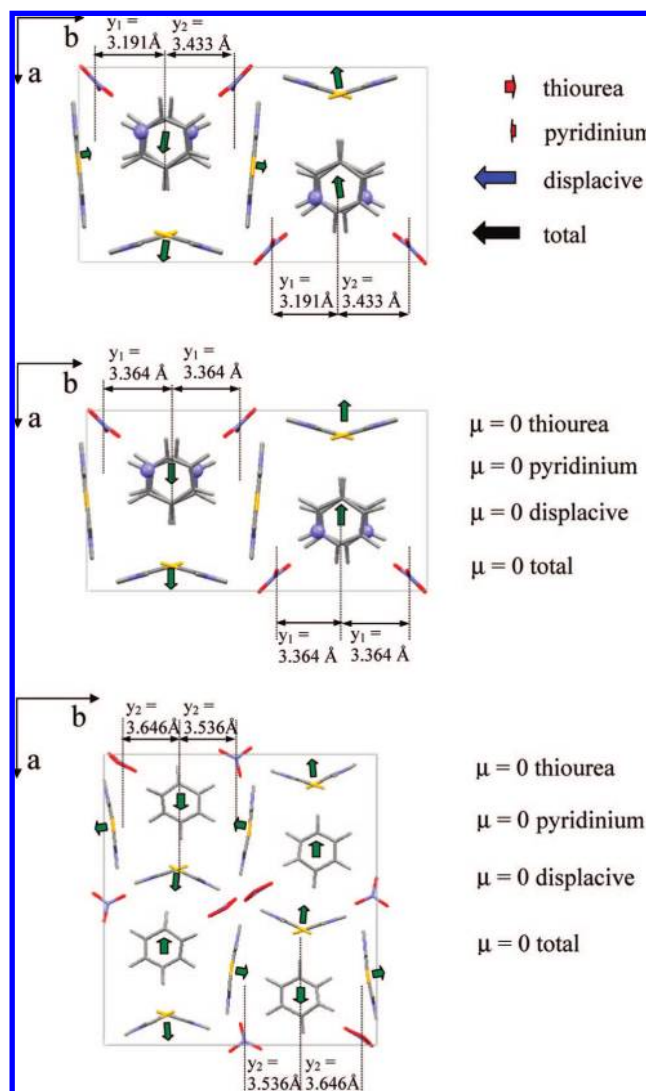 b
a
y₁ =
3.191Å
y₂ =
3.433 Å
thiourea
pyridinium
displacive
total
y₁ =
3.191Å
y₂ =
3.433 Å
b
a
y₁ =
3.364 Å
y₁ =
3.364 Å
μ = 0 thiourea
μ = 0 pyridinium
μ = 0 displacive
μ = 0 total
y₁ =
3.364 Å
y₁ =
3.364 Å
b
a
y₂ =
3.646Å
y₂ =
3.536Å
μ = 0 thiourea
μ = 0 pyridinium
μ = 0 displacive
μ = 0 total
y₂ =
3.536Å
y₂ =
3.646Å